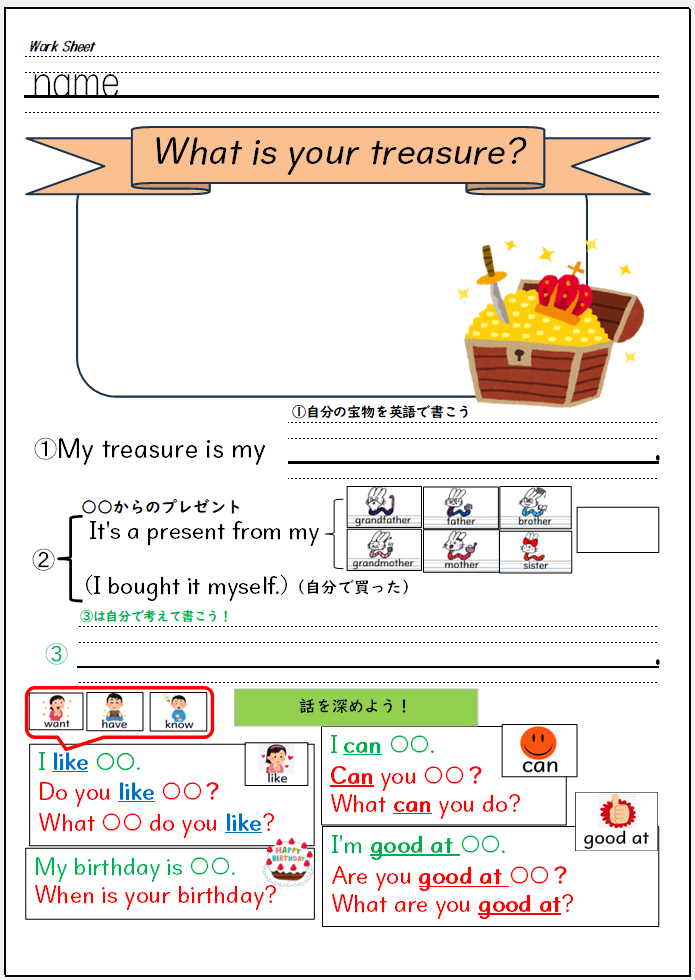 Work Sheet
name
What is your treasure?
①自分の宝物を英語で書こう
①My treasure is my
.
〇〇からのプレゼント
It's a present from my
grandfather
father
brother
grandmother
mother
sister
②
(I bought it myself.) (自分で買った)
③は自分で考えて書こう！
③
.
want
have
know
話を深めよう！
I like 〇〇.
like
Do you like 〇〇？
What 〇〇 do you like?
I can 〇〇.
can
Can you 〇〇？
What can you do?
My birthday is 〇〇.
HAPPY
BIRTHDAY
When is your birthday?
good at
I'm good at 〇〇.
Are you good at 〇〇？
What are you good at?